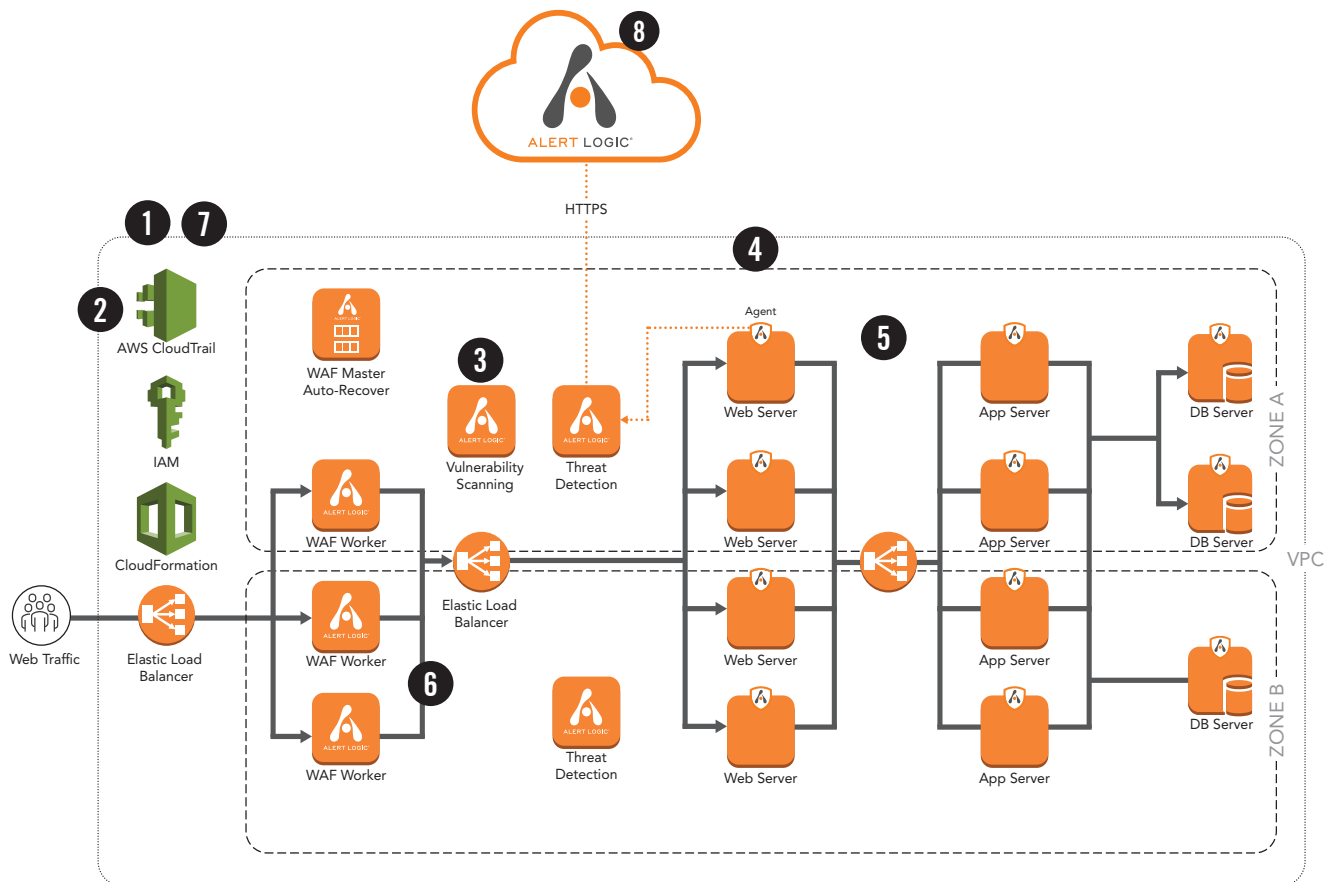 8
ALERT LOGIC®
HTTPS
1
7
4
2
AWS CloudTrail
IAM
CloudFormation
Web Traffic
Elastic Load
Balancer
ALERT LOGIC
WAF Master
Auto-Recover
3
ALERT LOGIC®
Vulnerability
Scanning
ALERT LOGIC®
Threat
Detection
Agent
Web Server
5
App Server
DB Server
ZONE A
ALERT LOGIC®
WAF Worker
Web Server
App Server
DB Server
Elastic Load
Balancer
VPC
ALERT LOGIC®
WAF Worker
Web Server
App Server
6
ALERT LOGIC®
WAF Worker
ALERT LOGIC®
Threat
Detection
Web Server
App Server
DB Server
ZONE B